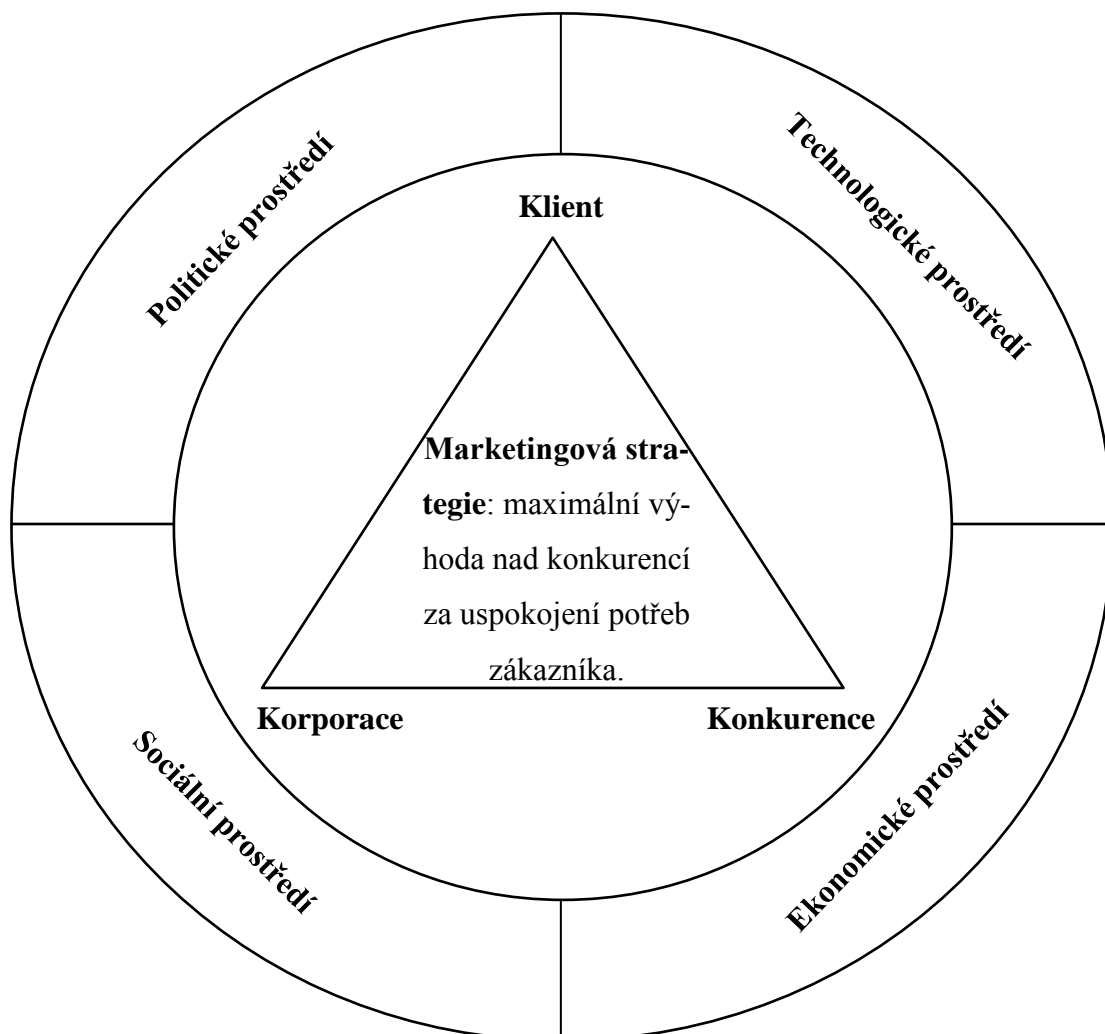 Politické prostředí
Technologické prostředí
Klient
Marketingová stra-
tegie: maximální vý-
hoda nad konkurencí
za uspokojení potřeb
zákazníka.
Korporace
Konkurence
Sociální prostředí
Ekonomické prostředí